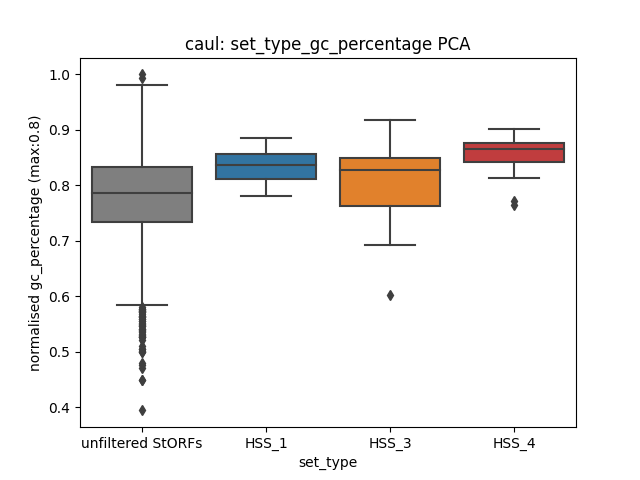 caul: set_type_gc_percentage PCA
normalised gc_percentage (max:0.8)
1.0
0.9
0.8
0.7
0.6
0.5
0.4
unfiltered StORFs HSS_1 HSS_3 HSS_4
set_type